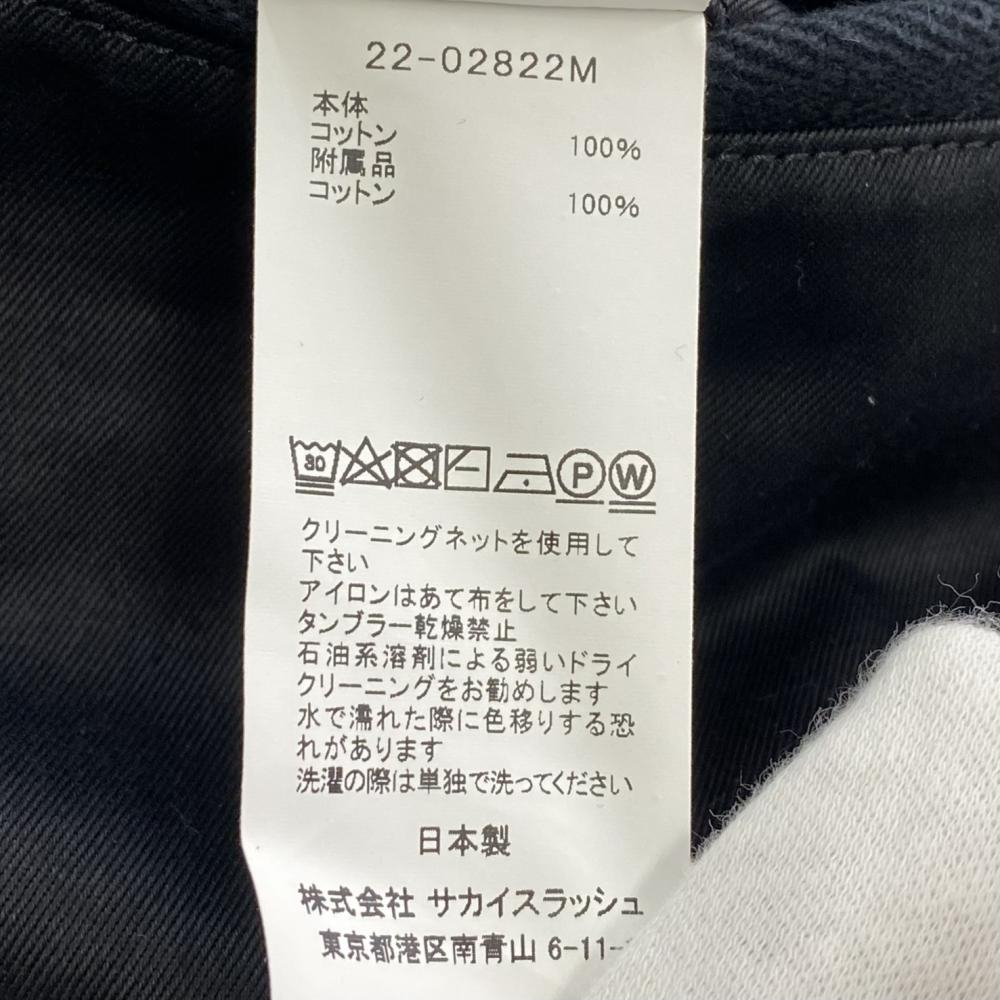 22-02822M
本体
コットン 100%
附属品
コットン 100%
30 P W
クリーニングネットを使用して
下さい
アイロンはあて布をして下さい
タンブラー乾燥禁止
石油系溶剤による弱いドライ
クリーニングをお勧めします
水で濡れた際に色移りする恐
れがあります
洗濯の際は単独で洗ってください
日本製
株式会社 サカイスラッシュ
東京都港区南青山 6-11-